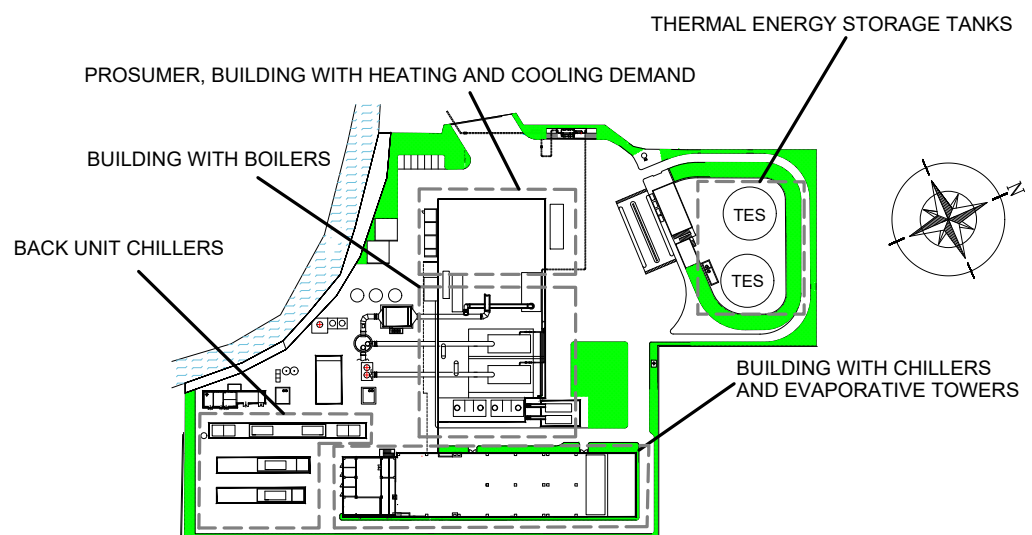 THERMAL ENERGY STORAGE TANKS
PROSUMER, BUILDING WITH HEATING AND COOLING DEMAND
BUILDING WITH BOILERS
N
TES
BACK UNIT CHILLERS
TES
BUILDING WITH CHILLERS
AND EVAPORATIVE TOWERS